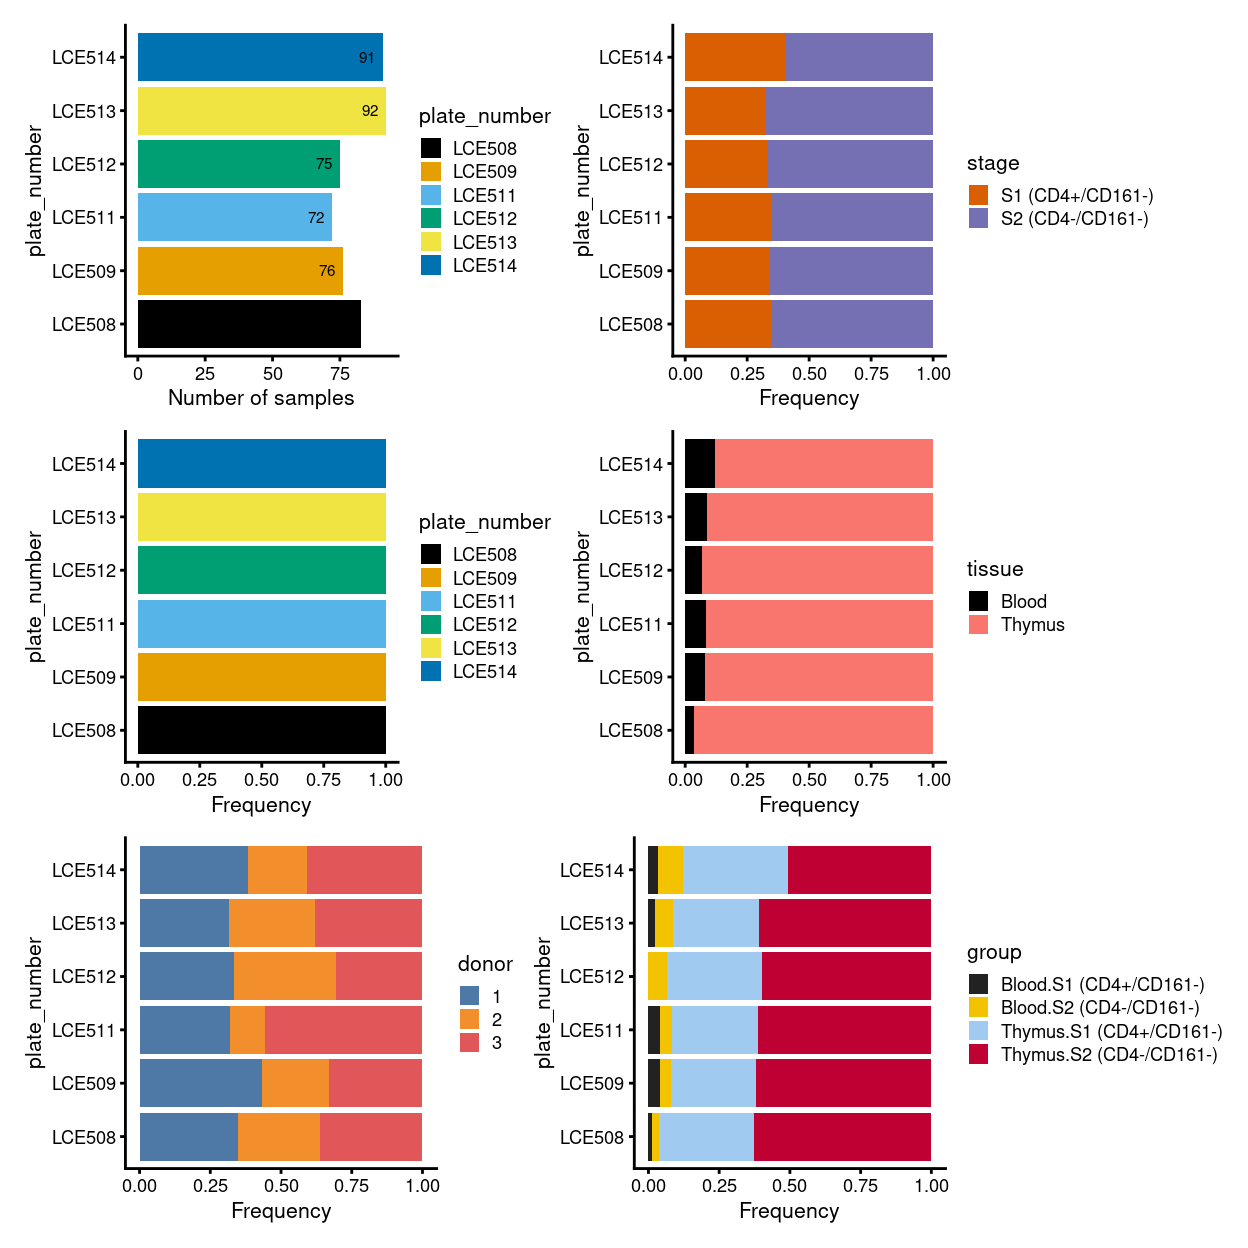 plate_number
LCE514
LCE513
LCE512
LCE511
LCE509
LCE508
91
92
75
72
76
0 25 50 75
Number of samples
plate_number
LCE508
LCE509
LCE511
LCE512
LCE513
LCE514
plate_number
LCE514
LCE513
LCE512
LCE511
LCE509
LCE508
0.00 0.25 0.50 0.75 1.00
Frequency
stage
S1 (CD4+/CD161-)
S2 (CD4-/CD161-)
plate_number
LCE514
LCE513
LCE512
LCE511
LCE509
LCE508
0.00 0.25 0.50 0.75 1.00
Frequency
plate_number
LCE508
LCE509
LCE511
LCE512
LCE513
LCE514
plate_number
LCE514
LCE513
LCE512
LCE511
LCE509
LCE508
0.00 0.25 0.50 0.75 1.00
Frequency
tissue
Blood
Thymus
plate_number
LCE514
LCE513
LCE512
LCE511
LCE509
LCE508
0.00 0.25 0.50 0.75 1.00
Frequency
donor
1
2
3
plate_number
LCE514
LCE513
LCE512
LCE511
LCE509
LCE508
0.00 0.25 0.50 0.75 1.00
Frequency
group
Blood.S1 (CD4+/CD161-)
Blood.S2 (CD4-/CD161-)
Thymus.S1 (CD4+/CD161-)
Thymus.S2 (CD4-/CD161-)